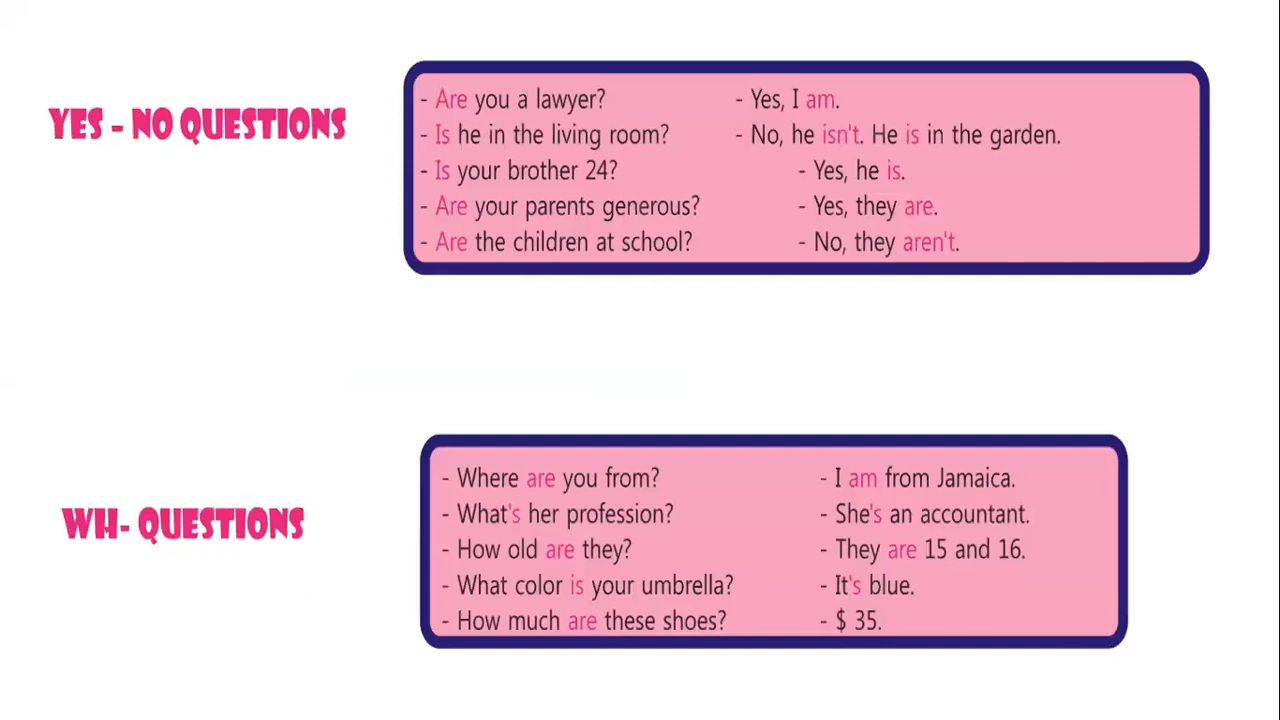 YES - NO QUESTIONS
- Are you a lawyer? - Yes, I am.
- Is he in the living room? - No, he isn't. He is in the garden.
- Is your brother 24? - Yes, he is.
- Are your parents generous? - Yes, they are.
- Are the children at school? - No, they aren't.
WH- QUESTIONS
- Where are you from? - I am from Jamaica.
- What's her profession? - She's an accountant.
- How old are they? - They are 15 and 16.
- What color is your umbrella? - It's blue.
- How much are these shoes? - $ 35.